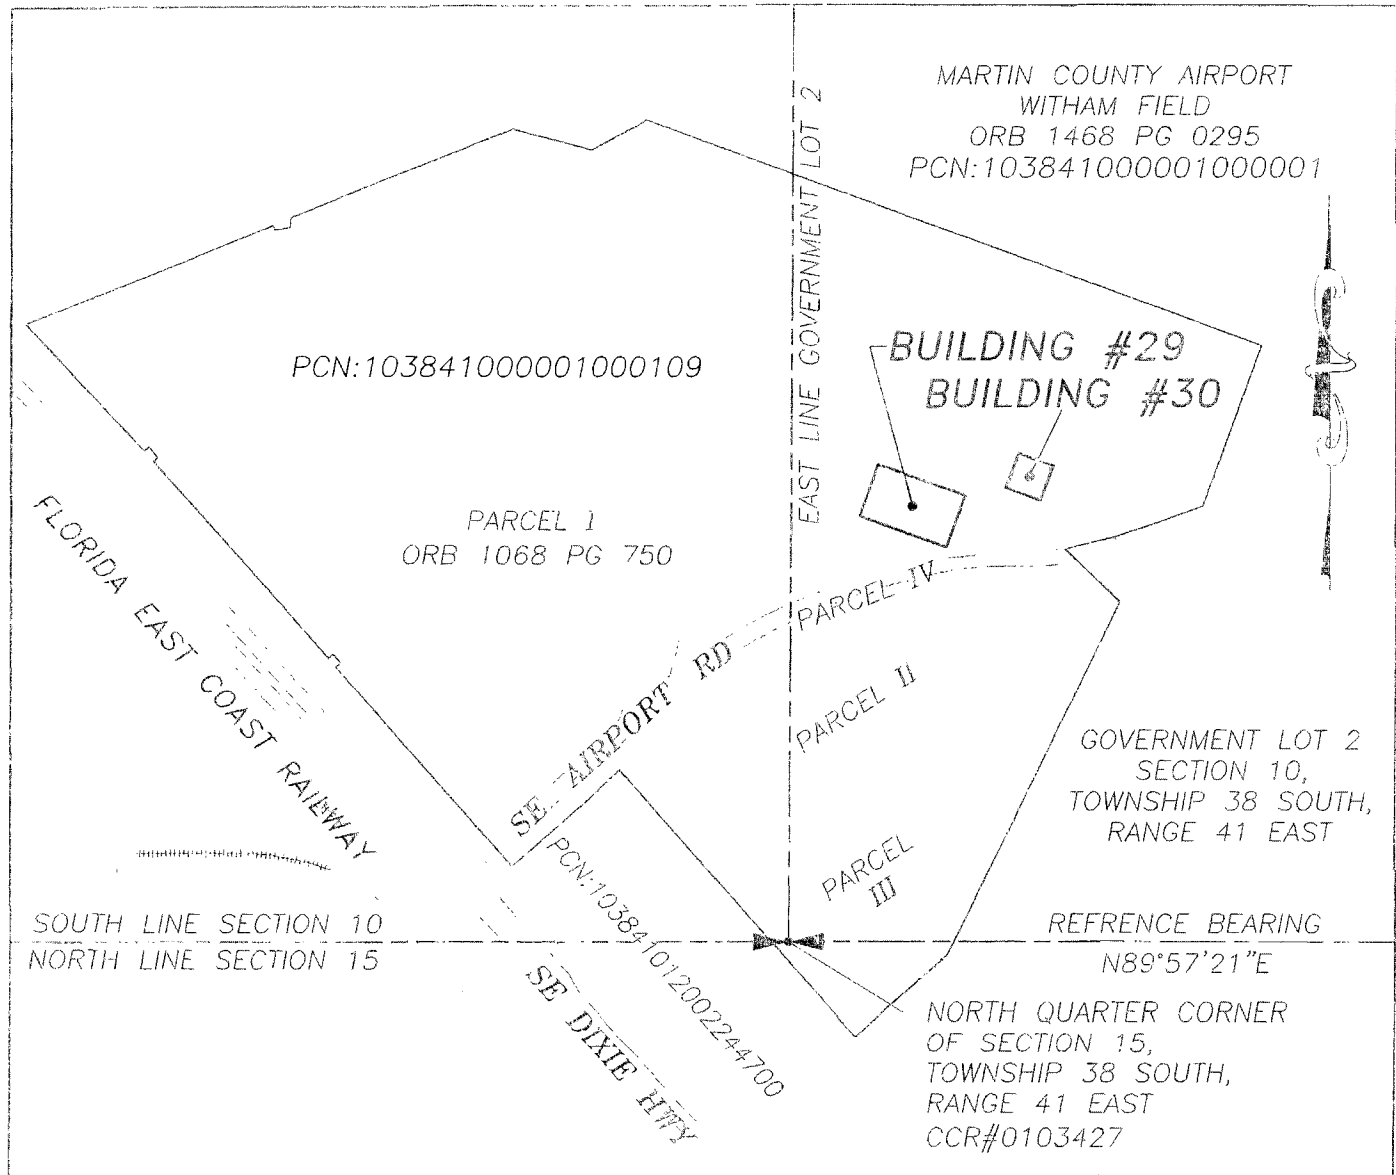 MARTIN COUNTY AIRPORT
WITHAM FIELD
ORB 1468 PG 0295
PCN:103841000001000001
EAST LINE GOVERNMENT LOT 2
BUILDING #29
BUILDING #30
PCN:103841000001000109
PARCEL 1
ORB 1068 PG 750
FLORIDA EAST COAST RAILWAY
SE AIRPORT RD
PARCEL IV
PARCEL II
PARCEL
III
GOVERNMENT LOT 2
SECTION 10,
TOWNSHIP 38 SOUTH,
RANGE 41 EAST
PCN:103841012002244700
SOUTH LINE SECTION 10
NORTH LINE SECTION 15
REFRENCE BEARING
N89°57'21"E
SE DIXIE HWY
NORTH QUARTER CORNER
OF SECTION 15,
TOWNSHIP 38 SOUTH,
RANGE 41 EAST
CCR#0103427